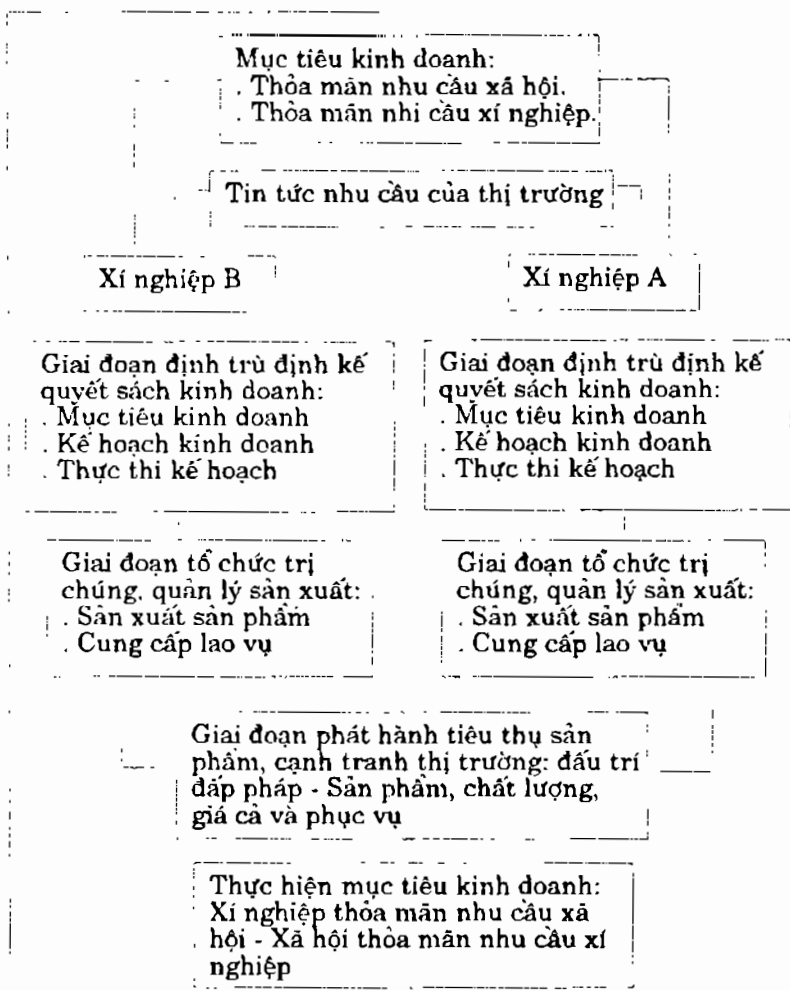 Mục tiêu kinh doanh:
. Thỏa mãn nhu cầu xã hội.
. Thỏa mãn nhi cầu xí nghiệp.
Tin tức nhu cầu của thị trường
Xí nghiệp B
Xí nghiệp A
Giai đoạn định trù định kế
quyết sách kinh doanh:
. Mục tiêu kinh doanh
. Kế hoạch kính doanh
. Thực thi kế hoạch
Giai đoạn định trù định kế
quyết sách kinh doanh:
. Mục tiêu kinh doanh
. Kế hoạch kinh doanh
. Thực thi kế hoạch
Giai đoạn tổ chức trị
chúng, quản lý sản xuất:
. Sản xuất sản phẩm
. Cung cấp lao vụ
Giai đoạn tổ chức trị
chúng, quản lý sản xuất:
. Sản xuất sản phẩm
. Cung cấp lao vụ
Giai đoạn phát hành tiêu thụ sản
phẩm, cạnh tranh thị trường: đấu trí
đấp pháp - Sản phẩm, chất lượng,
giá cả và phục vụ
Thực hiện mục tiêu kinh doanh:
Xí nghiệp thỏa mãn nhu cầu xã
hội - Xã hội thỏa mãn nhu cầu xí
nghiệp